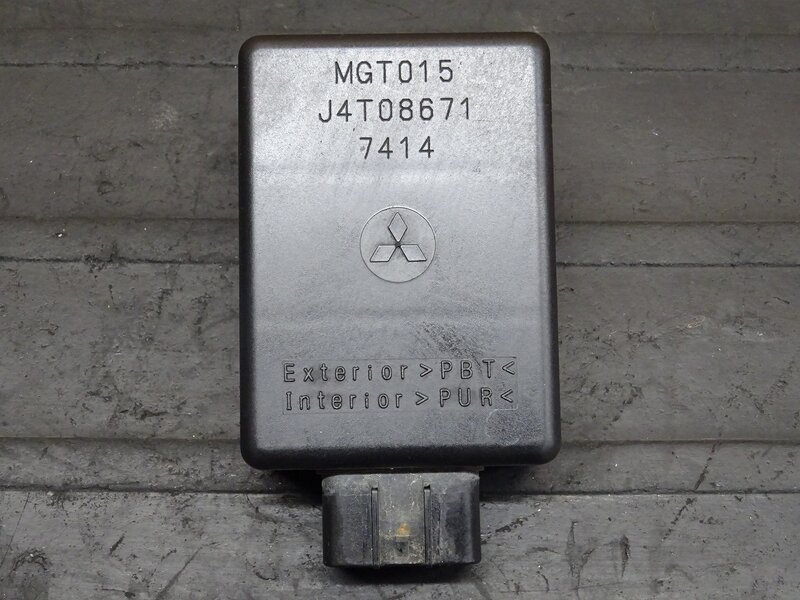 MGT015
J4T08671
7414
Exterior >PBT<
Interior >PUR<